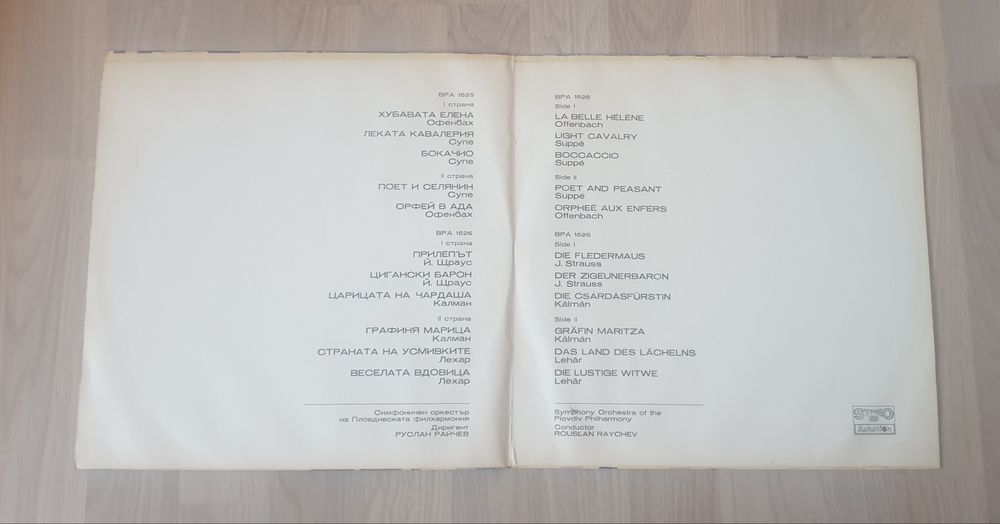 ВРА 1525
I страна
ХУБАВАТА ЕЛЕНА
Офенбах
ЛЕКАТА КАВАЛЕРИЯ
Супе
БОКАЧИО
Супе
II страна
ПОЕТ И СЕЛЯНИН
Супе
ОРФЕЙ В АДА
Офенбах
ВРА 1526
I страна
ПРИЛЕПЪТ
Й. Щраус
ЦИГАНСКИ БАРОН
Й. Щраус
ЦАРИЦАТА НА ЧАРДАША
Калман
II страна
ГРАФИНЯ МАРИЦА
Калман
СТРАНАТА НА УСМИВКИТЕ
Лехар
ВЕСЕЛАТА ВДОВИЦА
Лехар
Симфоничен оркестър
на Пловдивската филхармония
Диригент
РУСЛАН РАЙЧЕВ
BPA 1525
Side I
LA BELLE HÉLÈNE
Offenbach
LIGHT CAVALRY
Suppé
BOCCACCIO
Suppé
Side II
POET AND PEASANT
Suppé
ORPHEÉ AUX ENFERS
Offenbach
BPA 1526
Side I
DIE FLEDERMAUS
J. Strauss
DER ZIGEUNERBARON
J. Strauss
DIE CSARDÁSFÜRSTIN
Kálmán
Side II
GRÄFIN MARITZA
Kálmán
DAS LAND DES LÄCHELNS
Lehár
DIE LUSTIGE WITWE
Lehár
Symphony Orchestra of the
Plovdiv Philharmony
Conductor
ROUSLAN RAYCHEV
STEREO
Balkanton